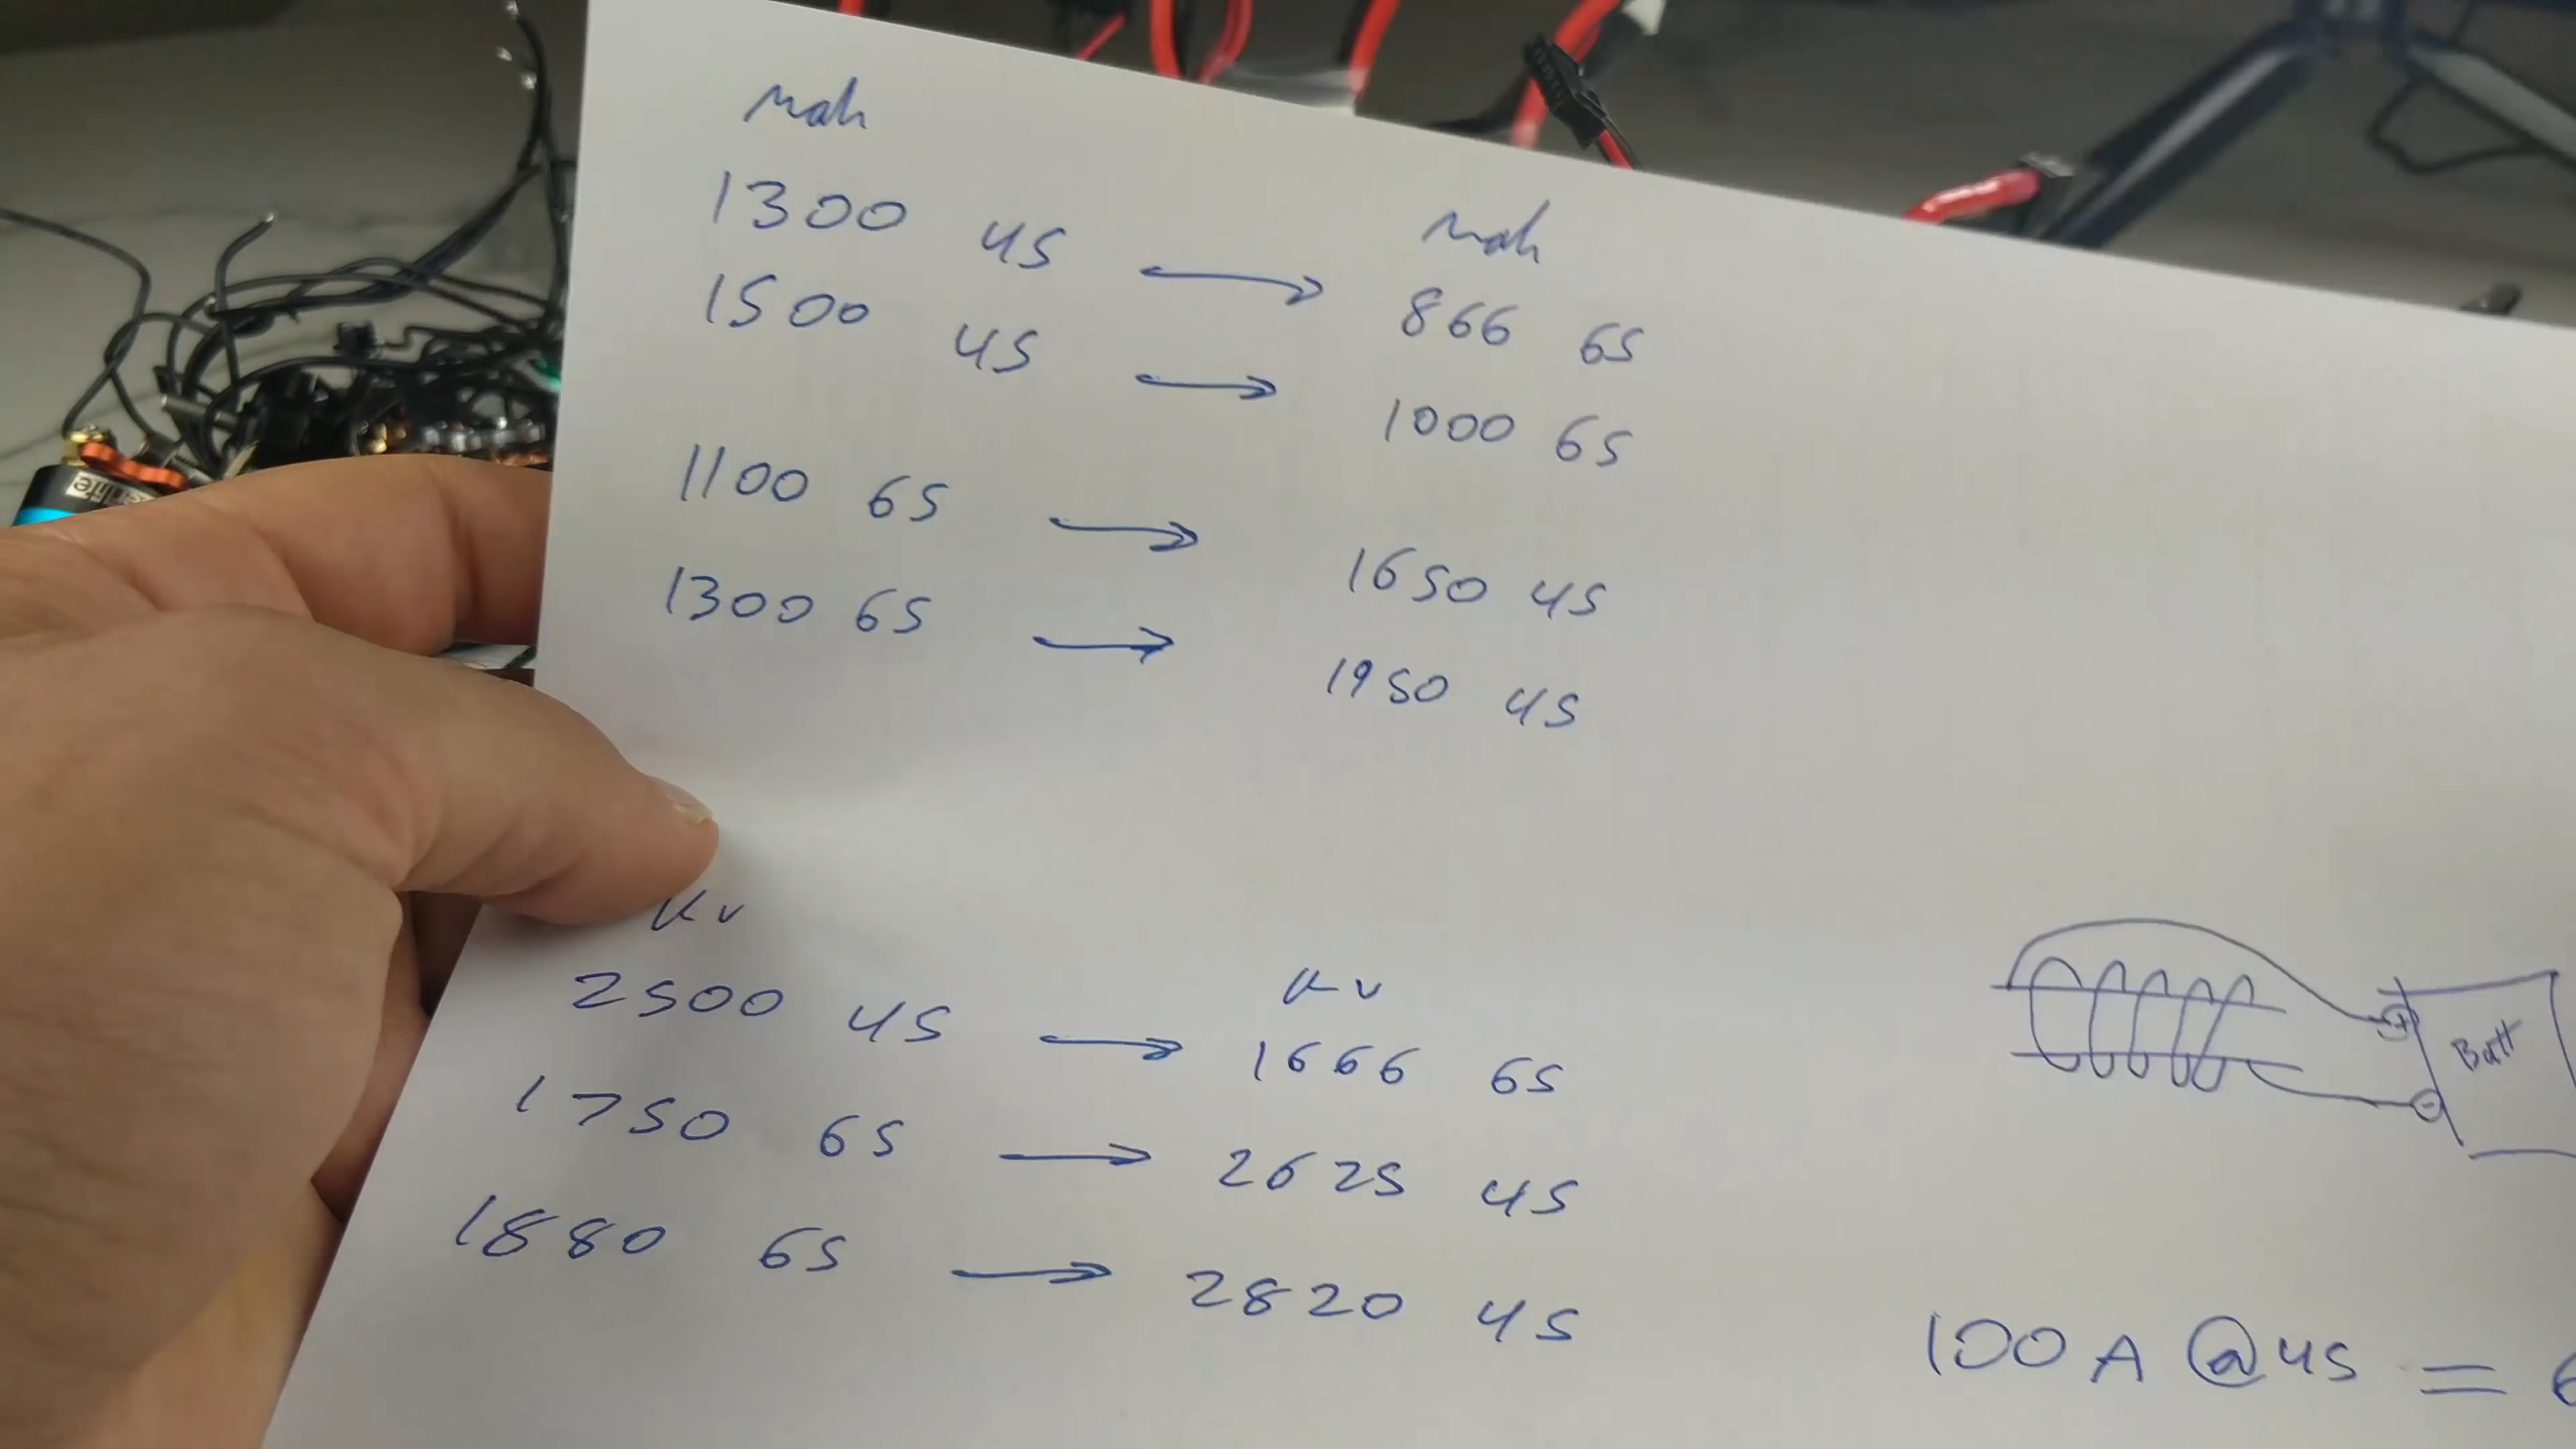 mah
mah
1300 4S → 866 6S
1500 4S → 1000 6S
1100 6S → 1650 4S
1300 6S → 1950 4S
Kv
Kv
2500 4S → 1666 6S
1750 6S → 2625 4S
1880 6S → 2820 4S
+
Batt
-
100 A @ 4S = 6